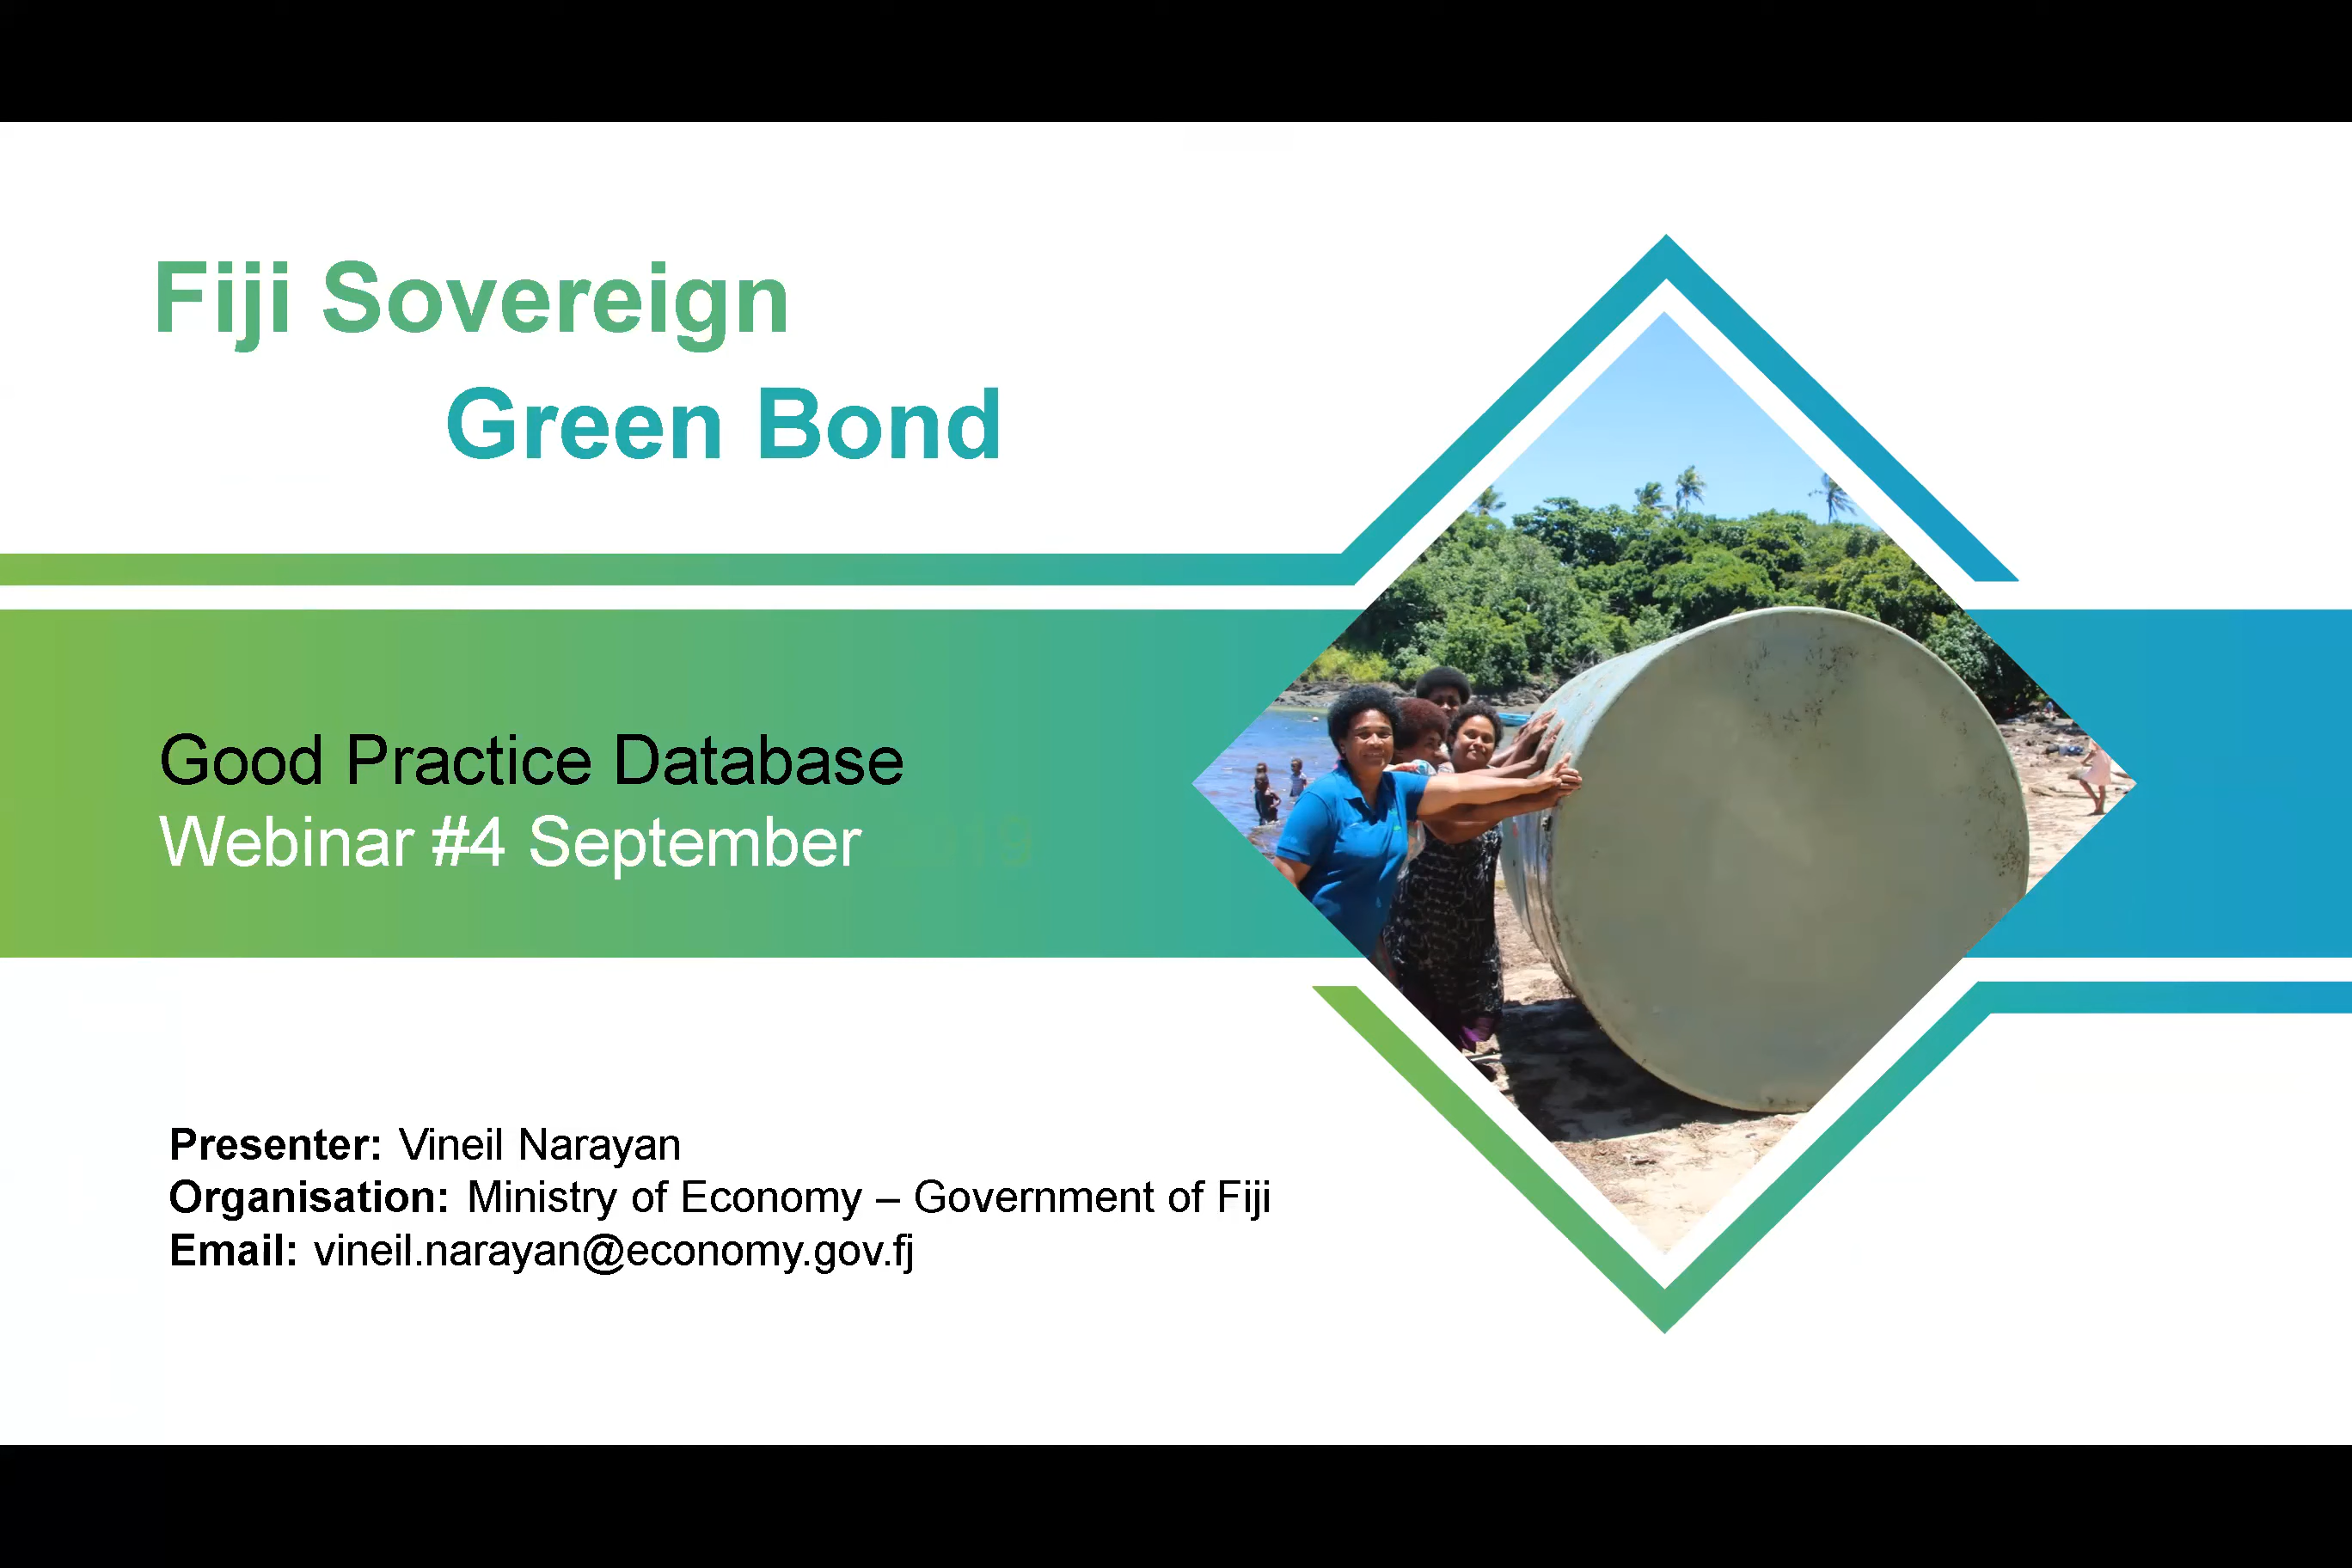 Fiji Sovereign
Green Bond
Good Practice Database
Webinar #4 September
Presenter: Vineil Narayan
Organisation: Ministry of Economy – Government of Fiji
Email: vineil.narayan@economy.gov.fj